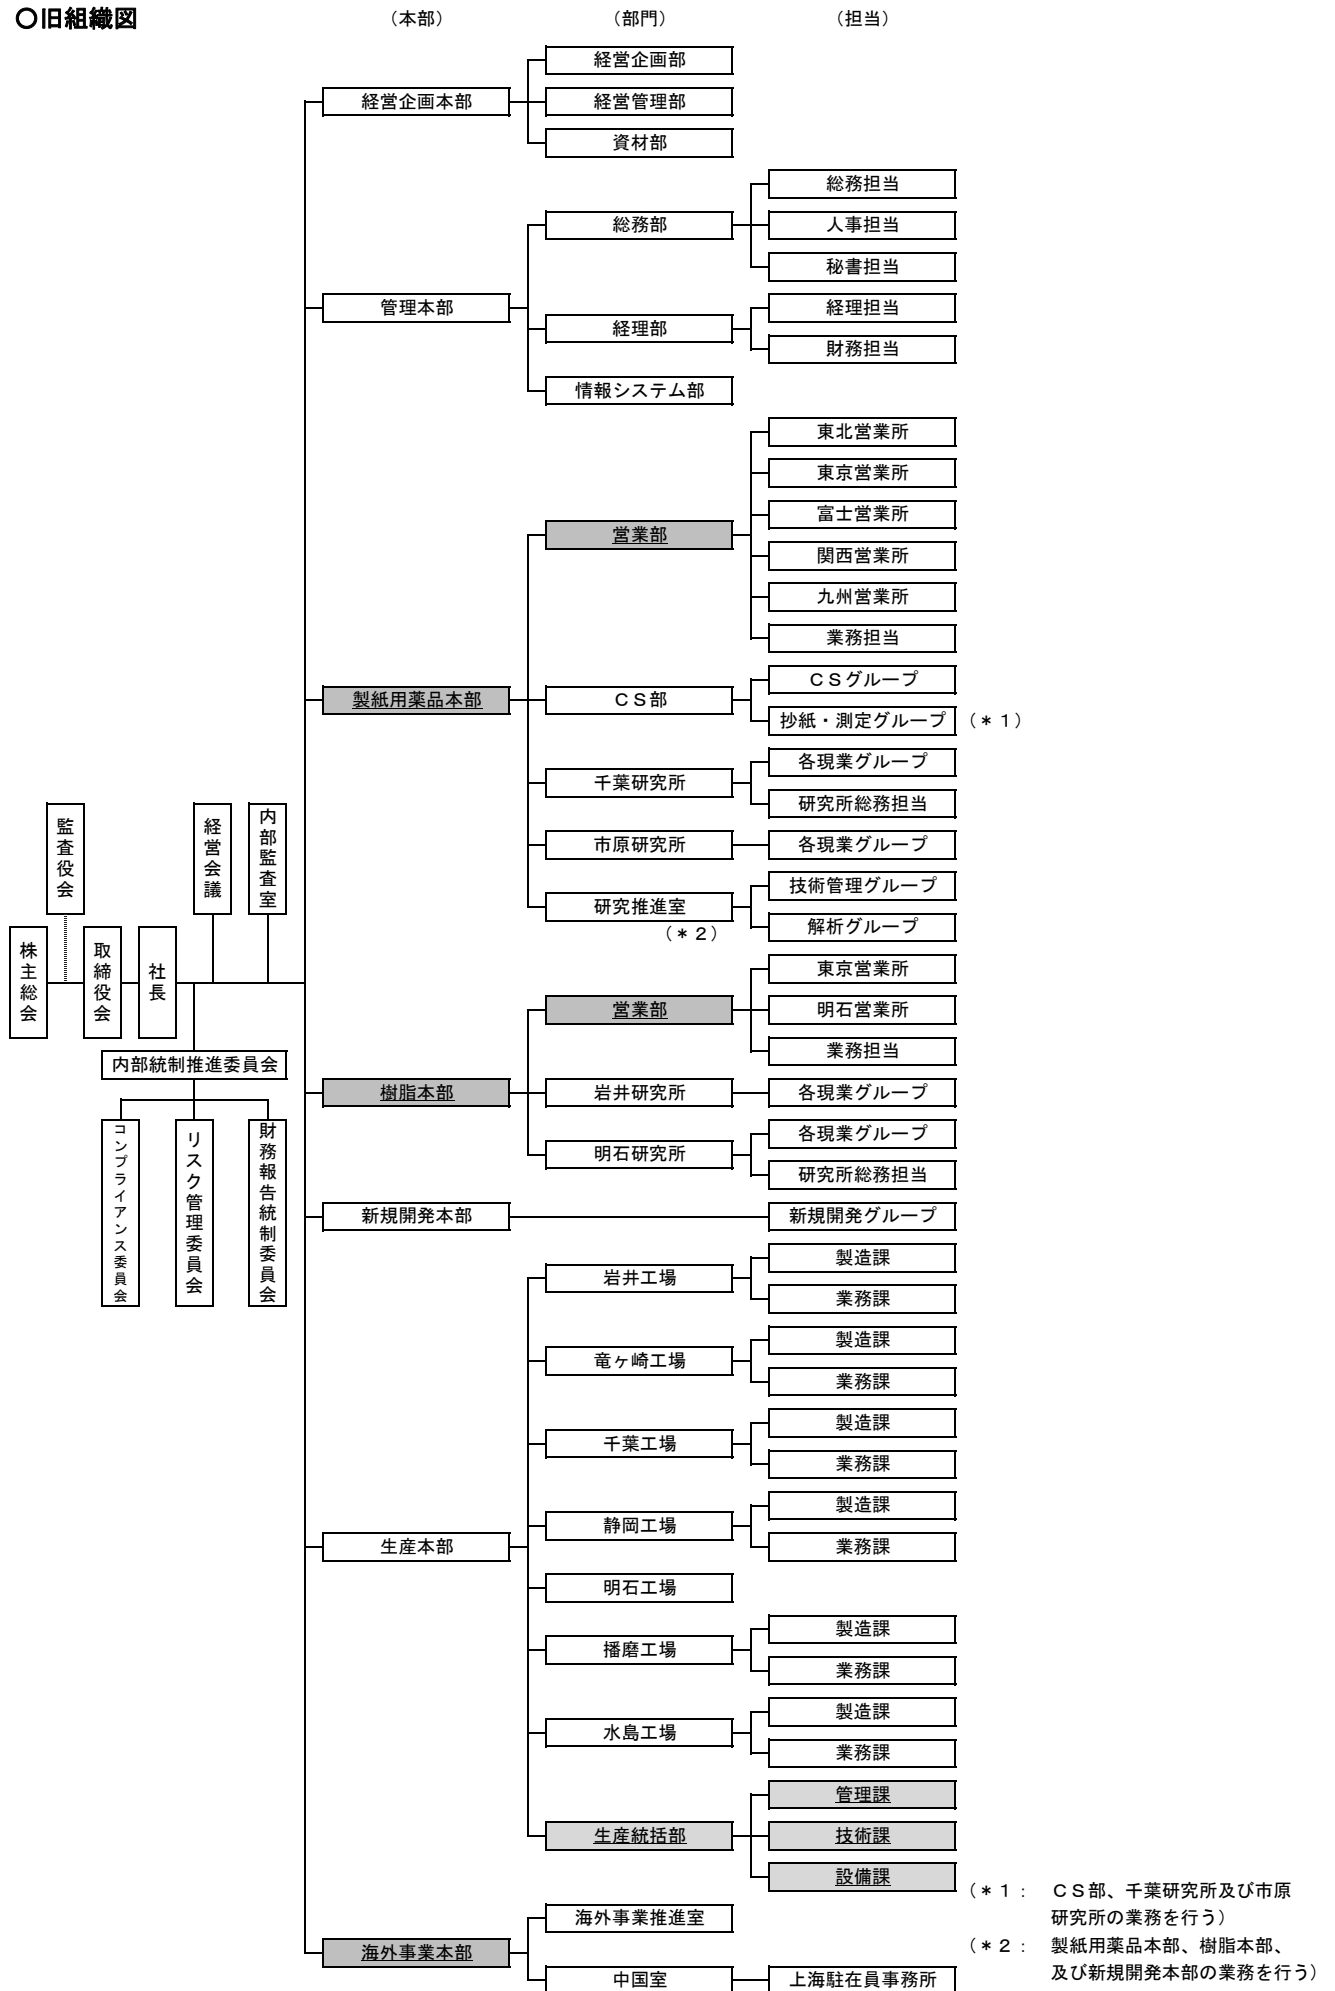 ○旧組織図
（本部）
（部門）
（担当）
経営企画部
経営企画本部
経営管理部
資材部
総務担当
総務部
人事担当
秘書担当
管理本部
経理担当
経理部
財務担当
情報システム部
東北営業所
東京営業所
富士営業所
営業部
関西営業所
九州営業所
業務担当
ＣＳグループ
製紙用薬品本部
ＣＳ部
抄紙・測定グループ
（＊１）
各現業グループ
千葉研究所
研究所総務担当
市原研究所
各現業グループ
技術管理グループ
研究推進室
（＊２）
解析グループ
監査役会
経営会議
内部監査室
株主総会
取締役会
社長
内部統制推進委員会
コンプライアンス委員会
リスク管理委員会
財務報告統制委員会
東京営業所
営業部
明石営業所
業務担当
樹脂本部
岩井研究所
各現業グループ
各現業グループ
明石研究所
研究所総務担当
新規開発本部
新規開発グループ
製造課
岩井工場
業務課
製造課
竜ヶ崎工場
業務課
製造課
千葉工場
業務課
製造課
静岡工場
業務課
生産本部
明石工場
製造課
播磨工場
業務課
製造課
水島工場
業務課
管理課
生産統括部
技術課
設備課
海外事業推進室
海外事業本部
中国室
上海駐在員事務所
（＊１： ＣＳ部、千葉研究所及び市原
研究所の業務を行う）
（＊２： 製紙用薬品本部、樹脂本部、
及び新規開発本部の業務を行う）